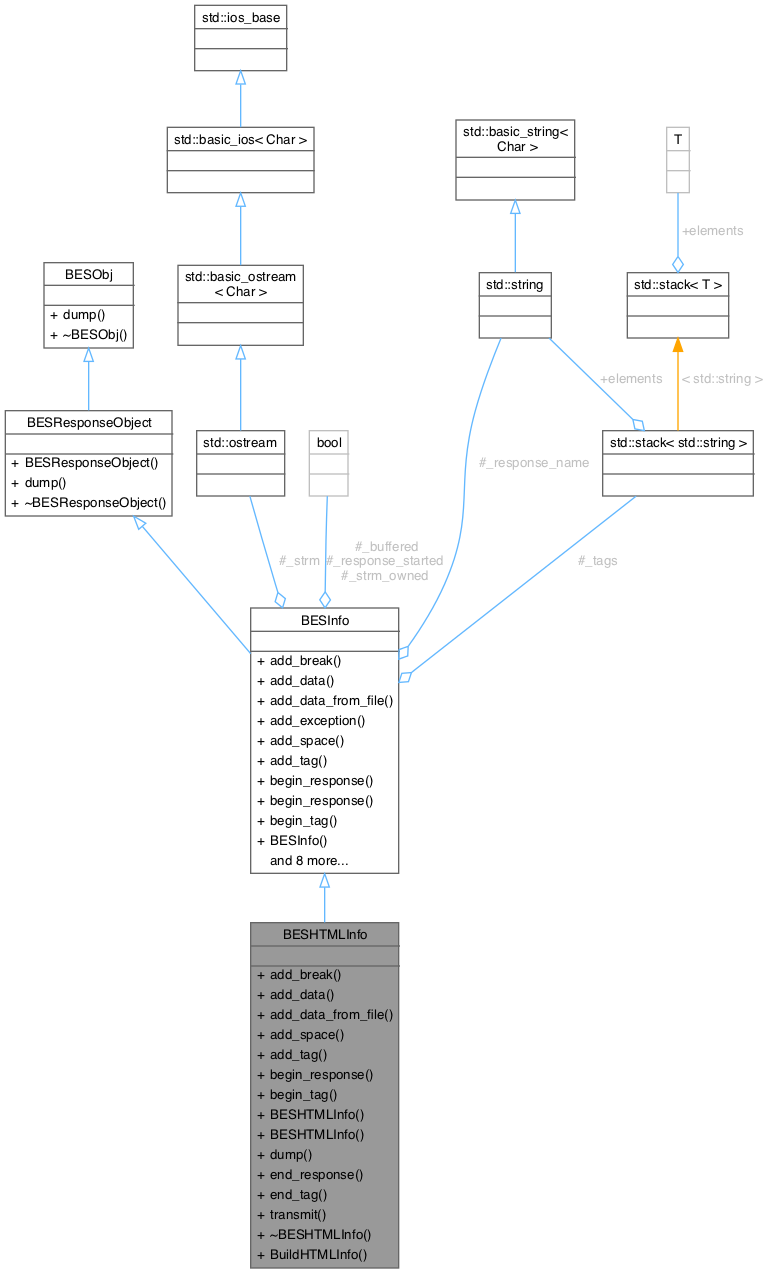 std::ios_base
std::basic_ios< Char >
std::basic_string<
Char >
T
+elements
BESObj
+ dump()
+ ~BESObj()
std::basic_ostream
< Char >
std::string
std::stack< T >
+elements
< std::string >
BESResponseObject
+ BESResponseObject()
+ dump()
+ ~BESResponseObject()
std::ostream
bool
std::stack< std::string >
#_response_name
#_strm
#_buffered
#_response_started
#_strm_owned
#_tags
BESInfo
+ add_break()
+ add_data()
+ add_data_from_file()
+ add_exception()
+ add_space()
+ add_tag()
+ begin_response()
+ begin_response()
+ begin_tag()
+ BESInfo()
and 8 more...
BESHTMLInfo
+ add_break()
+ add_data()
+ add_data_from_file()
+ add_space()
+ add_tag()
+ begin_response()
+ begin_tag()
+ BESHTMLInfo()
+ BESHTMLInfo()
+ dump()
+ end_response()
+ end_tag()
+ transmit()
+ ~BESHTMLInfo()
+ BuildHTMLInfo()